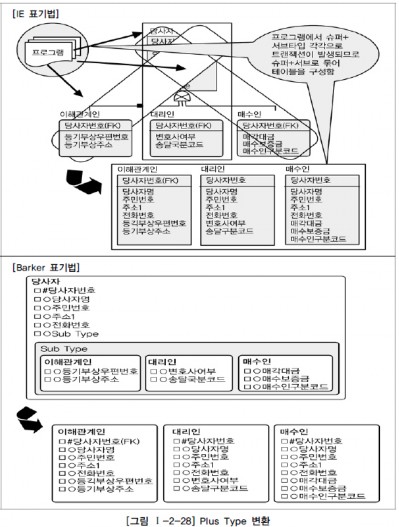 [IE 표기법]
프로그램
당사자
당사자
프로그램에서 슈퍼+
서브타입 각각으로
트랜잭션이 발생되므로
슈퍼+서브로 묶어
테이블을 구성함
이해관계인
당사자번호(FK)
등기부상우편번호
등기부상주소
대리인
당사자번호(FK)
변호사여부
송달국분코드
매수인
당사자번호(FK)
매각대금
매수보증금
매수인구분코드
이해관계인
당사자번호(FK)
당사자명
주민번호
주소1
전화번호
등긱부상우편번호
등기부상주소
대리인
당사자번호
당사자명
주민번호
주소1
전화번호
변호사여부
송달구분코드
매수인
당사자번호
당사자명
주민번호
주소1
전화번호
매각대금
매수보증금
매수인구분코드
[Barker 표기법]
당사자
□#당사자번호
□○당사자명
□○주민번호
□○주소1
□○전화번호
□○Sub Type
Sub Type
이해관계인
□○등기부상우편번호
□○등기부상주소
대리인
□○변호사여부
□○송달국분코드
매수인
□○매각대금
□○매수보증금
□○매수인구분코드
이해관계인
□#당사자번호(FK)
□○당사자명
□○주민번호
□○주소1
□○전화번호
□○등긱부상우편번호
□○등기부상주소
대리인
□#당사자번호
□○당사자명
□○주민번호
□○주소1
□○전화번호
□○변호사여부
□○송달구분코드
매수인
□#당사자번호
□○당사자명
□○주민번호
□○주소1
□○전화번호
□○매각대금
□○매수보증금
□○매수인구분코드
[그림 Ⅰ-2-28] Plus Type 변환